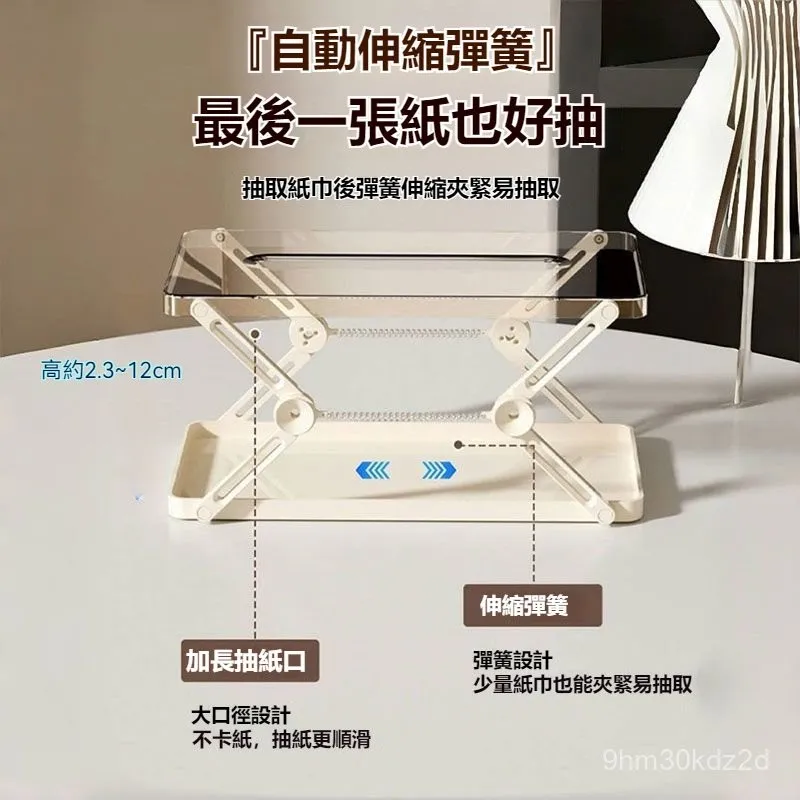 『自動伸縮彈簧』
最後一張紙也好抽
抽取紙巾後彈簧伸縮夾緊易抽取
高約2.3~12cm
伸縮彈簧
彈簧設計
少量紙巾也能夾緊易抽取
加長抽紙口
大口徑設計
不卡紙，抽紙更順滑
9hm30kdz2d